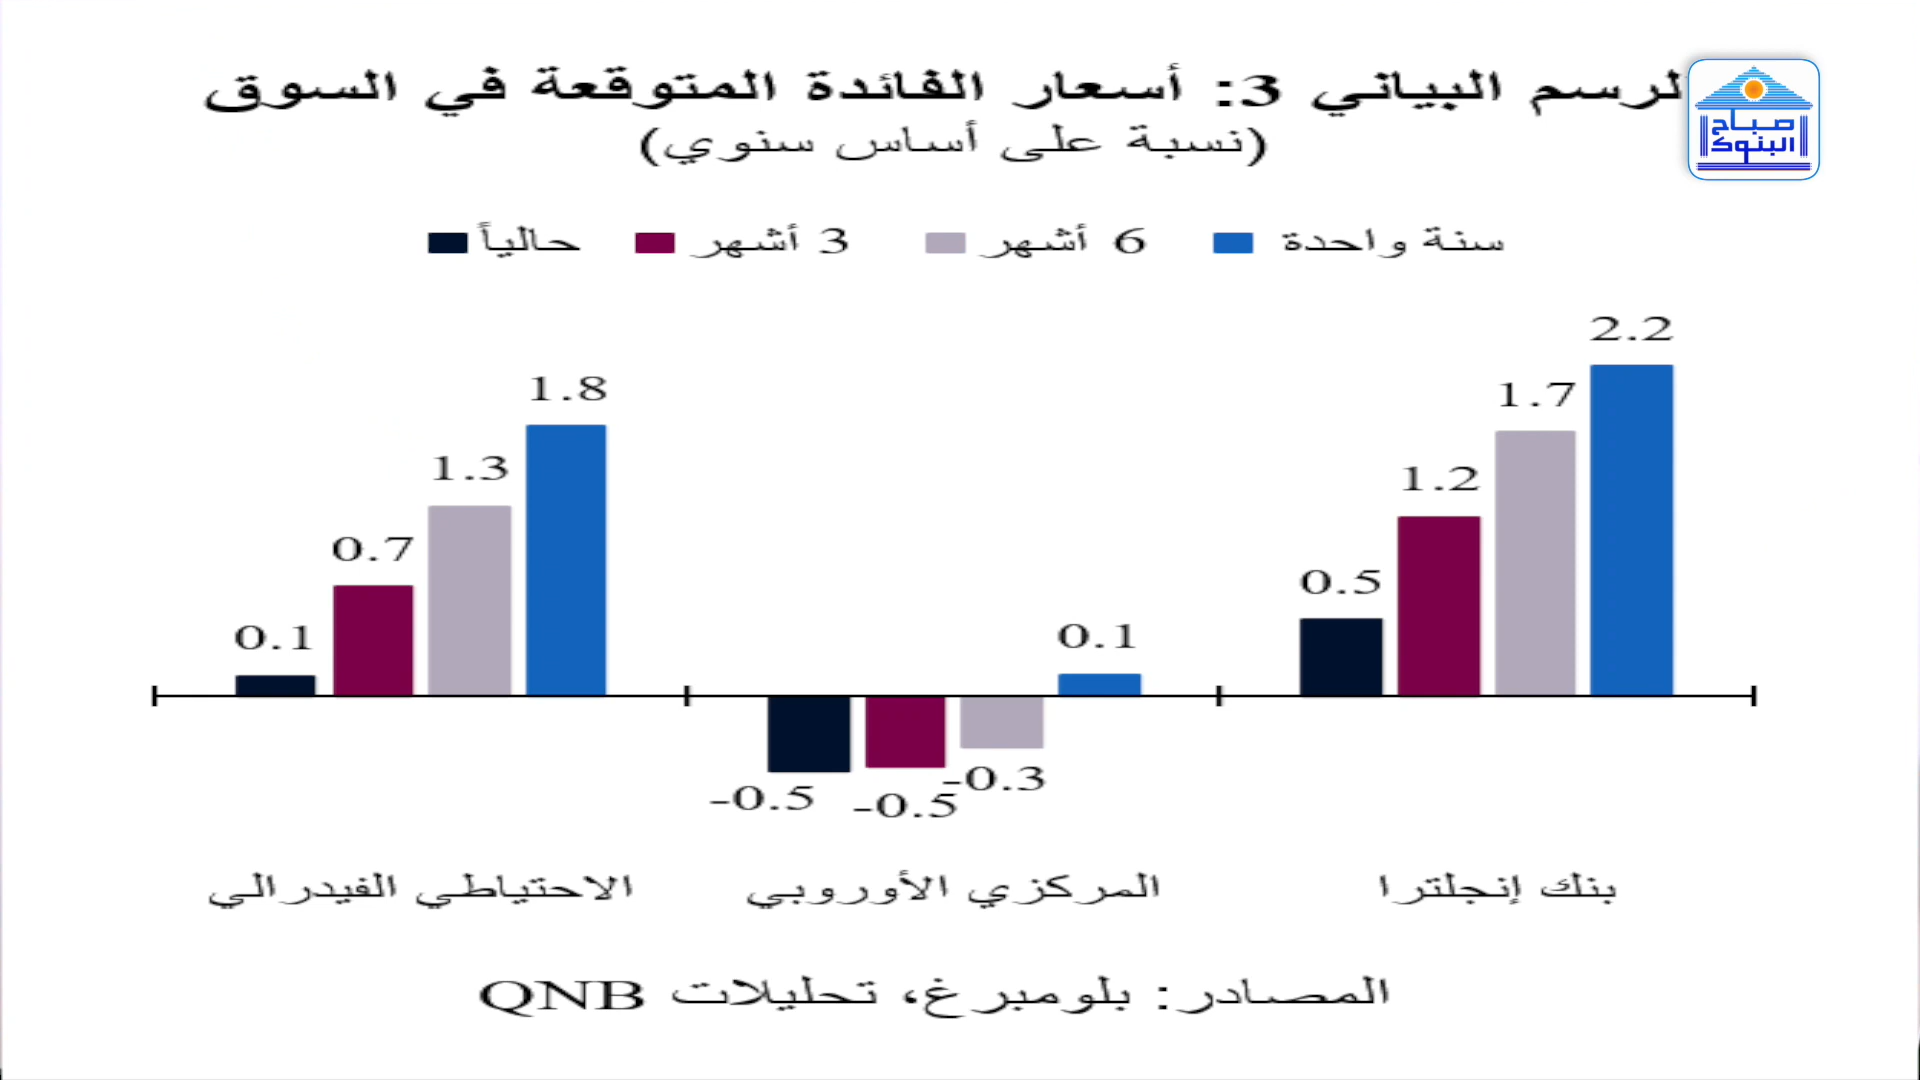 لرسم البياني 3: أسعار الفائدة المتوقعة في السوق
(نسبة على أساس سنوي)
صباح
البنوك
حالياً 3 أشهر 6 أشهر سنة واحدة
0.1 0.7 1.3 1.8
-0.5 -0.5 -0.3 0.1
0.5 1.2 1.7 2.2
الاحتياطي الفيدرالي المركزي الأوروبي بنك إنجلترا
المصادر: بلومبرغ، تحليلات QNB